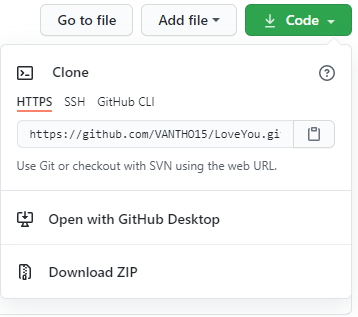 Go to file Add file Code
Clone
HTTPS SSH GitHub CLI
https://github.com/VANTHO15/LoveYou.gi
Use Git or checkout with SVN using the web URL.
Open with GitHub Desktop
Download ZIP